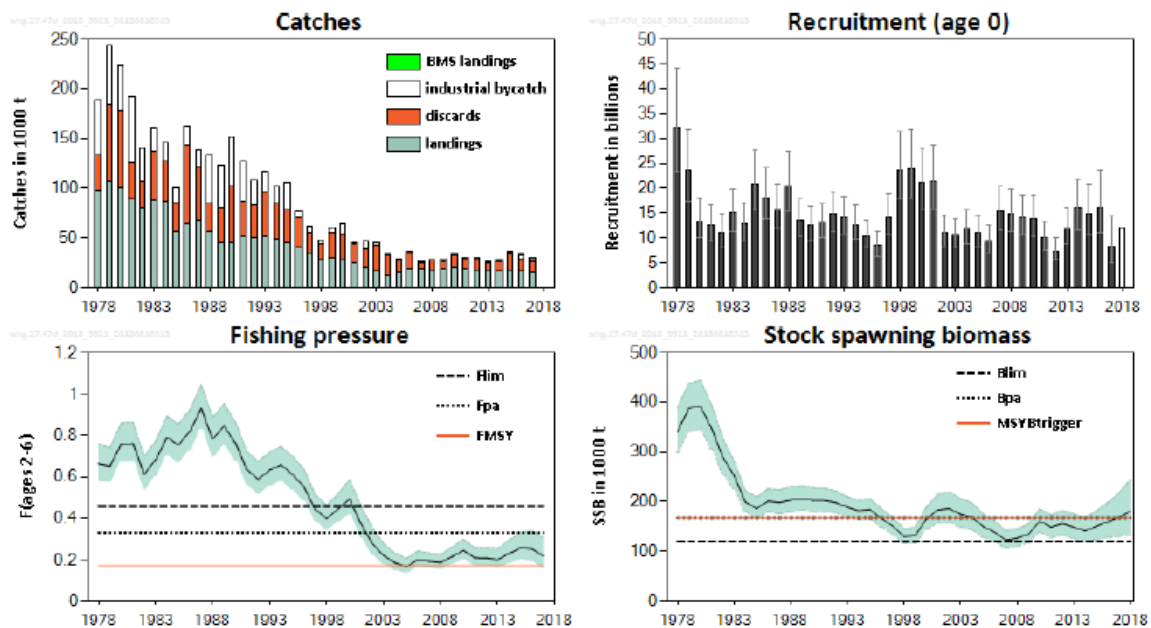 Catches
Catches in 1000 t
250
200
150
100
50
0
BMS landings
industrial bycatch
discards
landings
1978 1983 1988 1993 1998 2003 2008 2013 2018
Recruitment (age 0)
Recruitment in billions
50
45
40
35
30
25
20
15
10
5
0
1978 1983 1988 1993 1998 2003 2008 2013 2018
Fishing pressure
F(ages 2-6)
1.2
1
0.8
0.6
0.4
0.2
0
Flim
Fpa
FMSY
1978 1983 1988 1993 1998 2003 2008 2013 2018
Stock spawning biomass
SSB in 1000 t
500
400
300
200
100
0
Blim
Bpa
MSYBtrigger
1978 1983 1988 1993 1998 2003 2008 2013 2018